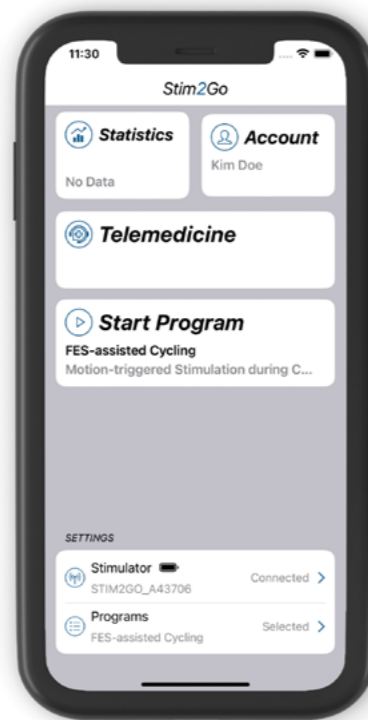 11:30
Stim2Go
Statistics
No Data
Account
Kim Doe
Telemedicine
Start Program
FES-assisted Cycling
Motion-triggered Stimulation during C...
SETTINGS
Stimulator
STIM2GO_A43706
Connected
Programs
FES-assisted Cycling
Selected